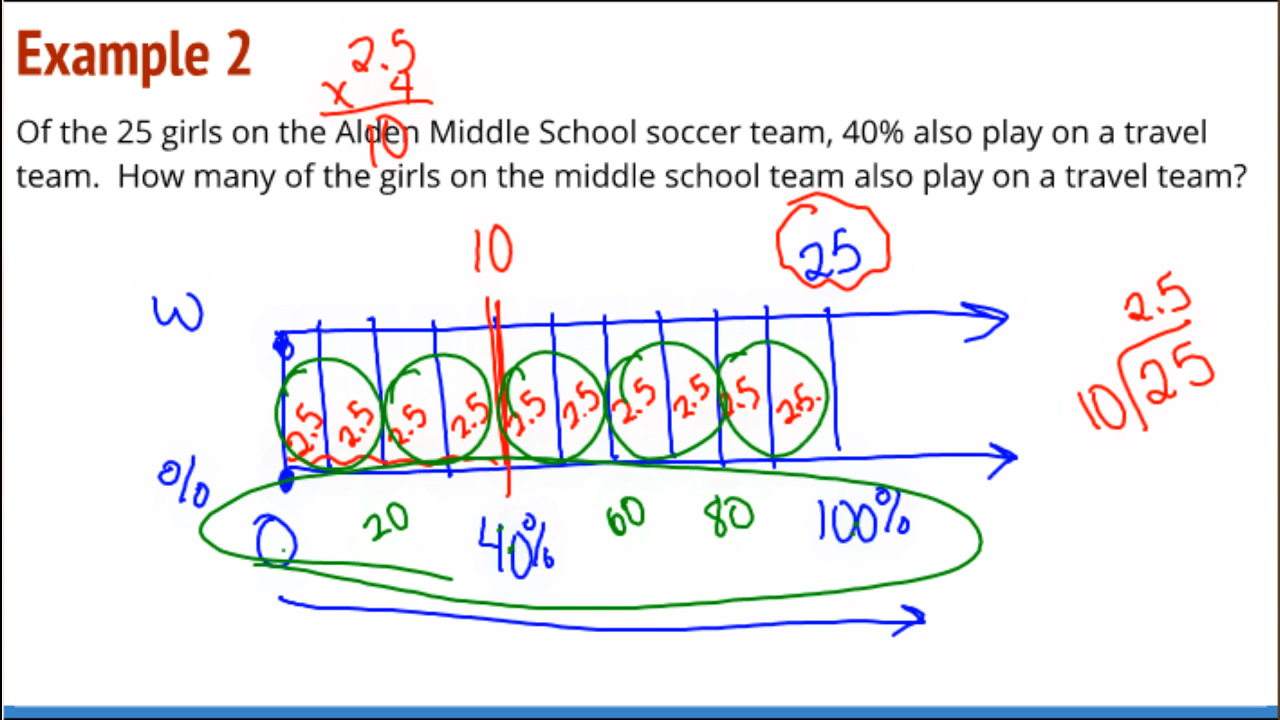 Example 2
2.5
x 4
10
Of the 25 girls on the Alden Middle School soccer team, 40% also play on a travel
team. How many of the girls on the middle school team also play on a travel team?
10
25
W
2.5
10 25
2.5 2.5 2.5 2.5 2.5 2.5 2.5 2.5 2.5 2.5
%
0 20 40% 60 80 100%